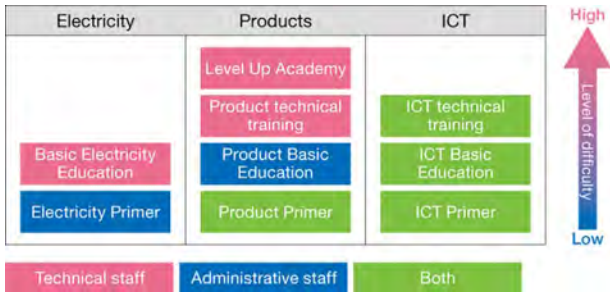 Electricity
Products
ICT
High
Level Up Academy
Product technical
training
ICT technical
training
Basic Electricity
Education
Product Basic
Education
ICT Basic
Education
Electricity Primer
Product Primer
ICT Primer
Level of difficulty
Low
Technical staff
Administrative staff
Both